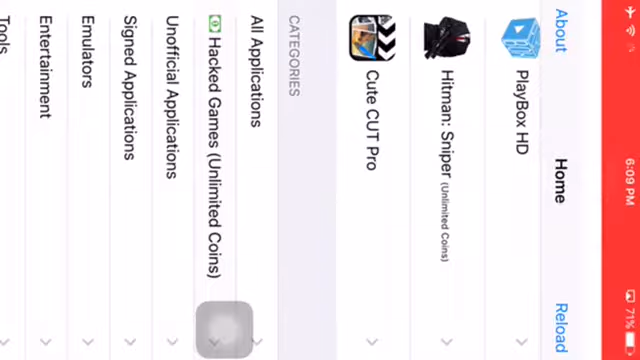 6:09 PM
71%
About
Home
Reload
PlayBox HD
Hitman: Sniper (Unlimited Coins)
Cute CUT Pro
CATEGORIES
All Applications
Hacked Games (Unlimited Coins)
Unofficial Applications
Signed Applications
Emulators
Entertainment
Tools